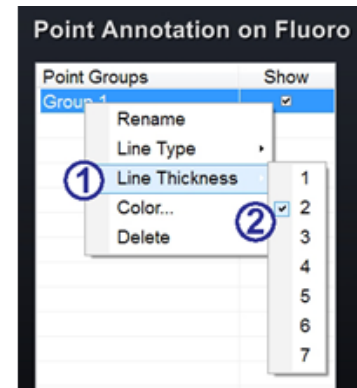 Point Annotation on Fluoro
Point Groups Show
Group 1
Rename
Line Type
1 Line Thickness
Color...
Delete
1
2 2
3
4
5
6
7